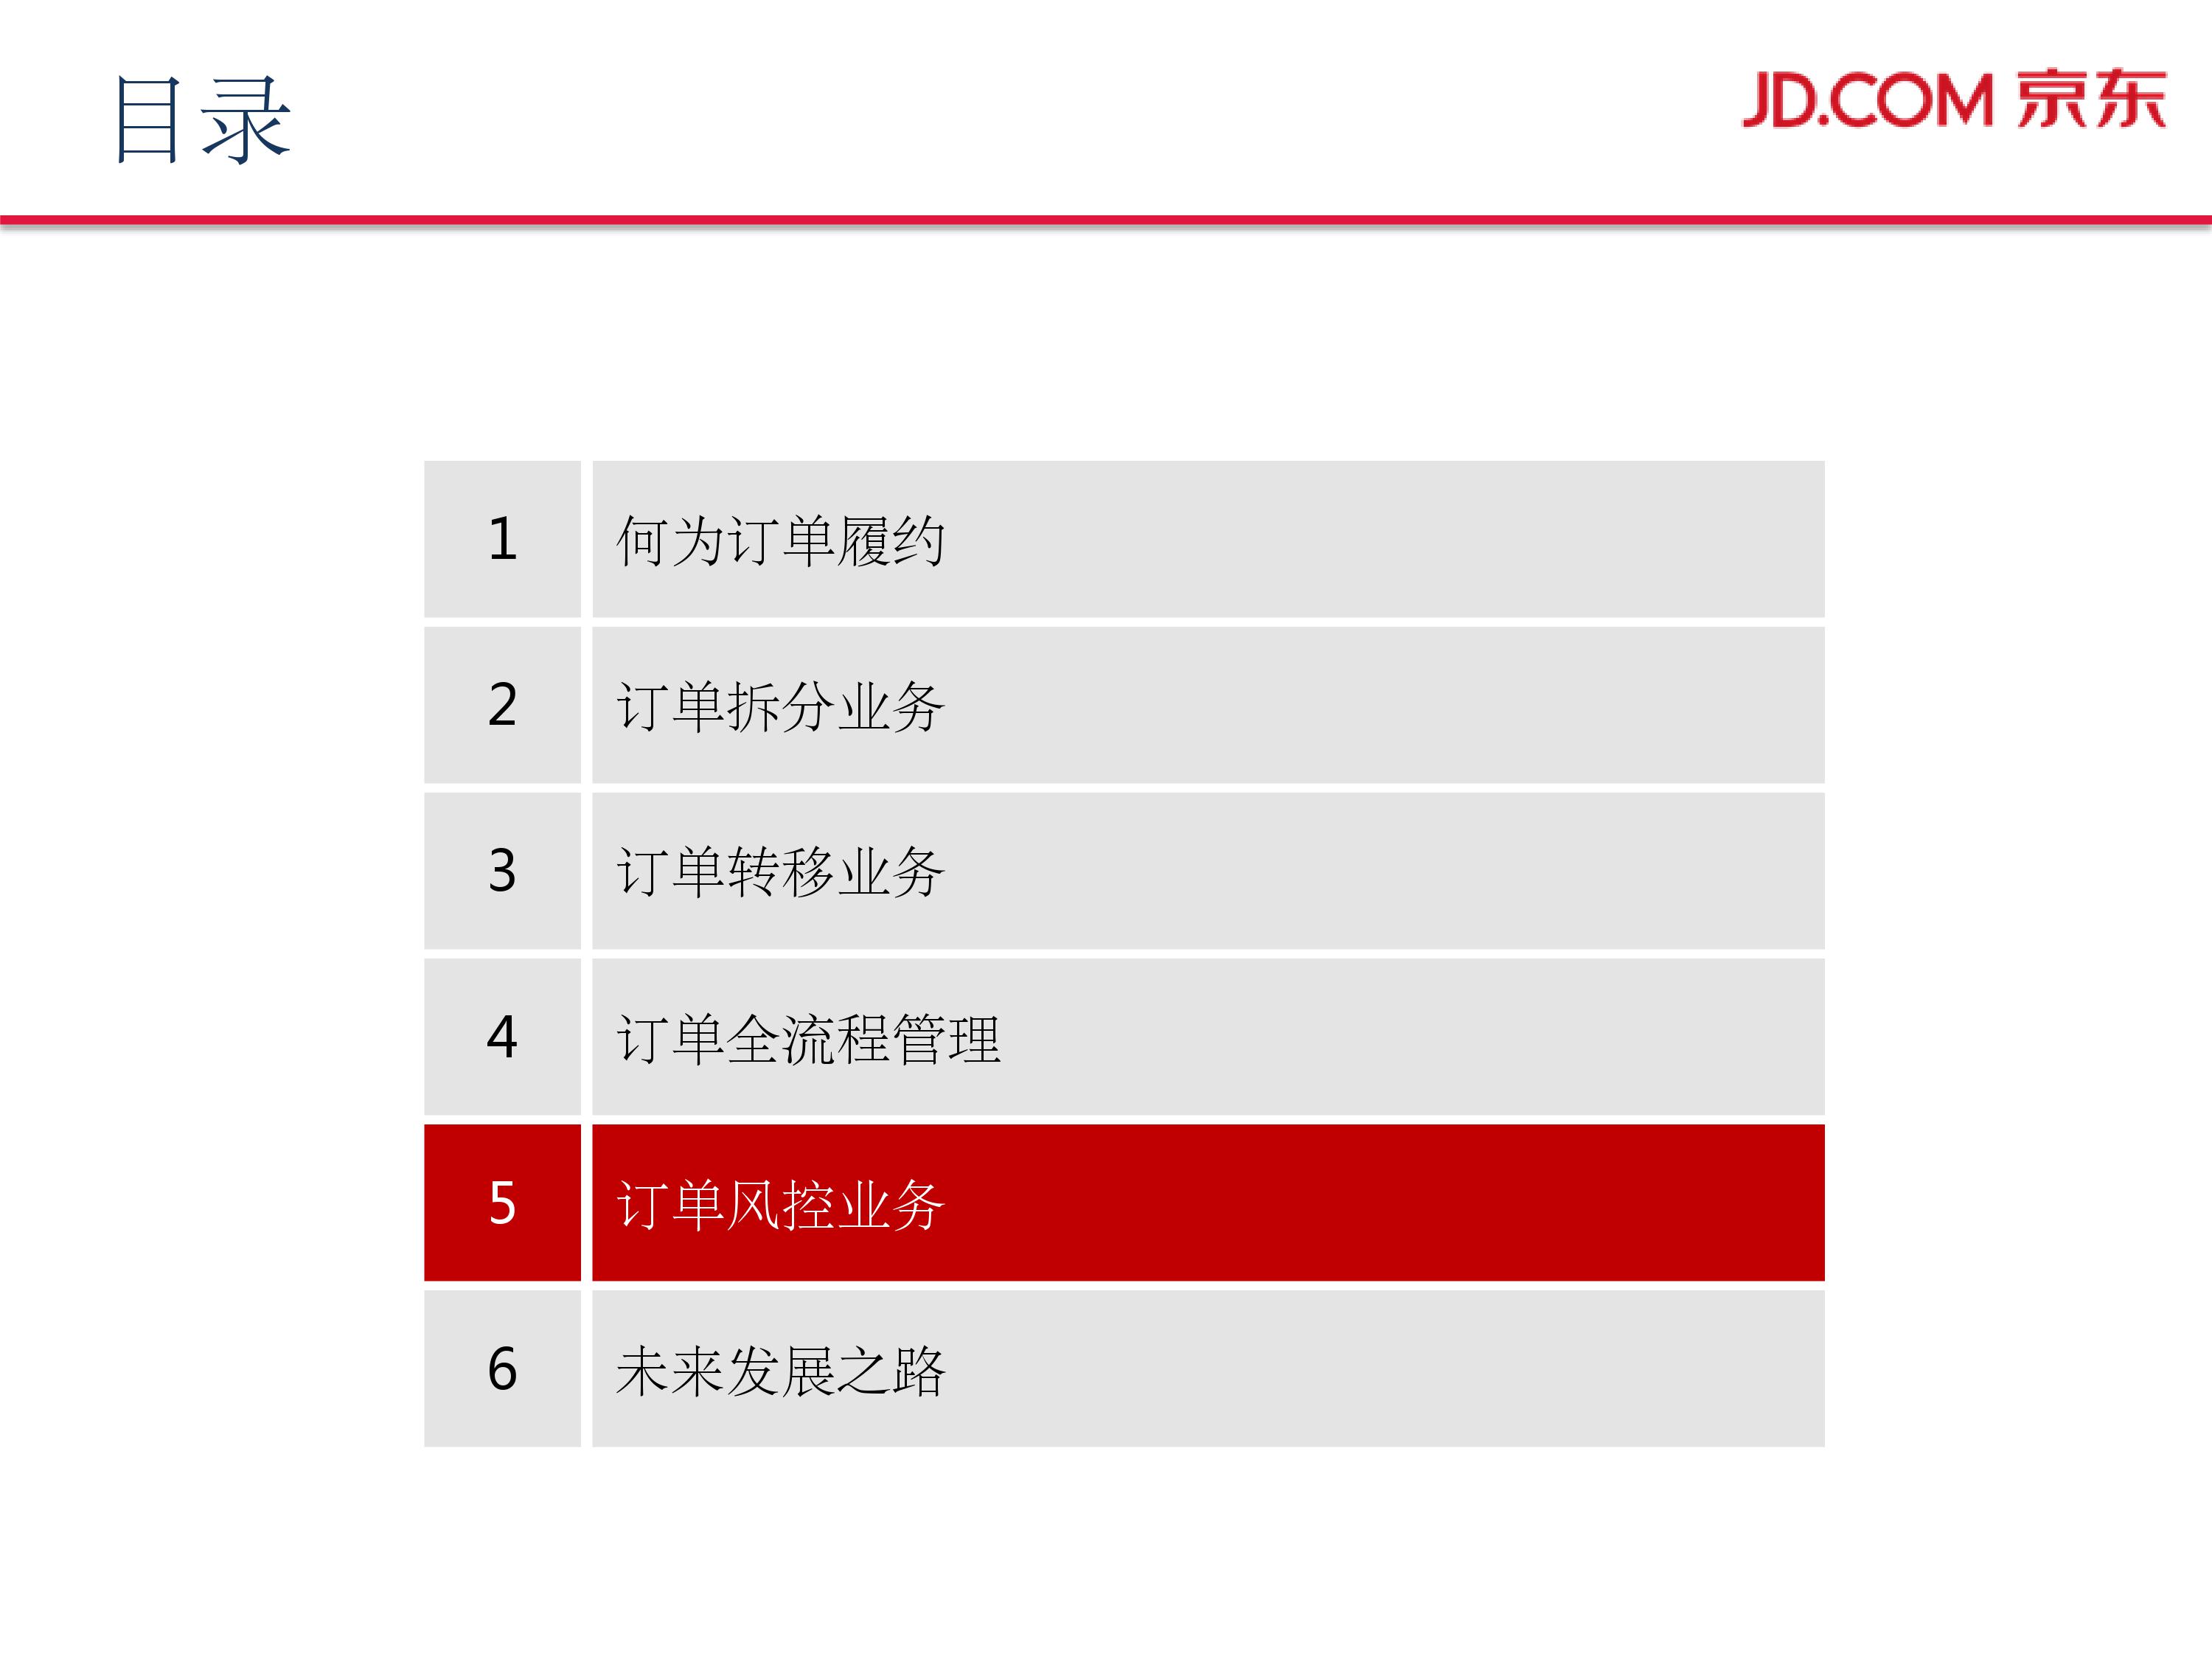 目录
JD.COM 京东
1 何为订单履约
2 订单拆分业务
3 订单转移业务
4 订单全流程管理
5 订单风控业务
6 未来发展之路